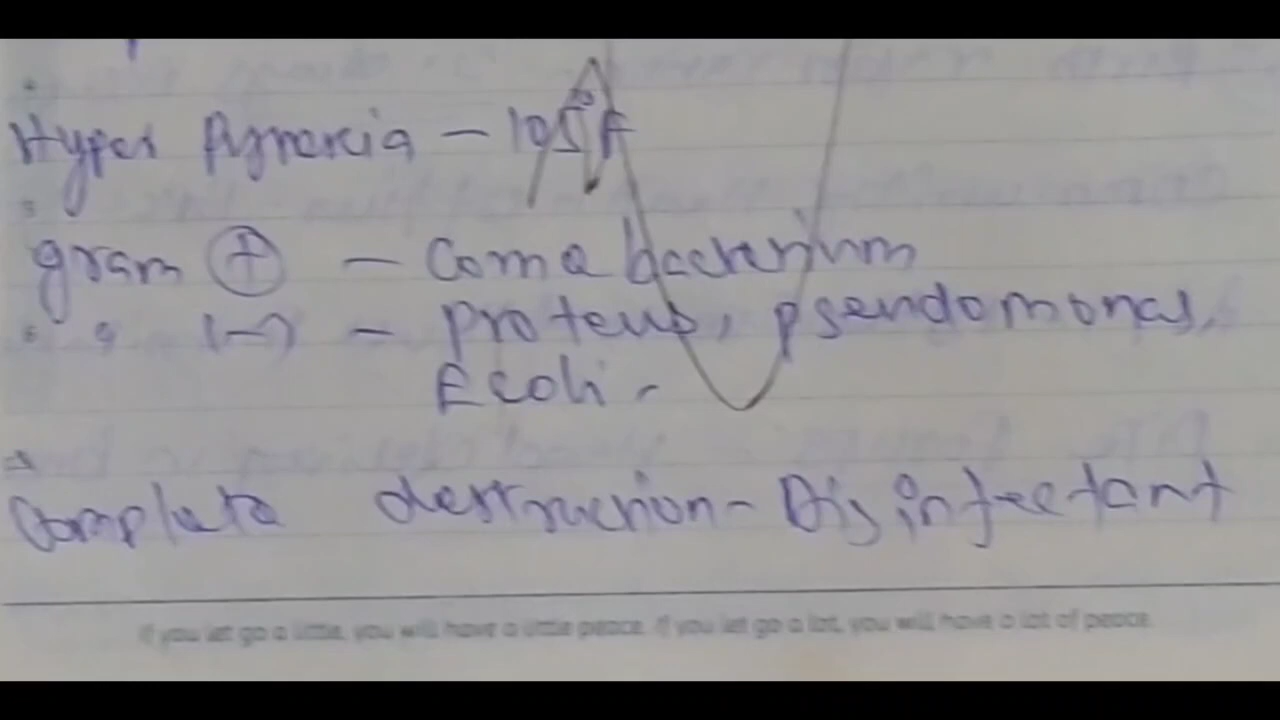 Hyper Pyrexia - 105°F
gram ⊕ - Coma bacterium
" " (-) - proteus, pseudomonas,
Ecoli -
Complete destruction - Disinfectant
If you let go a little, you will have a little peace. If you let go a lot, you will have a lot of peace.